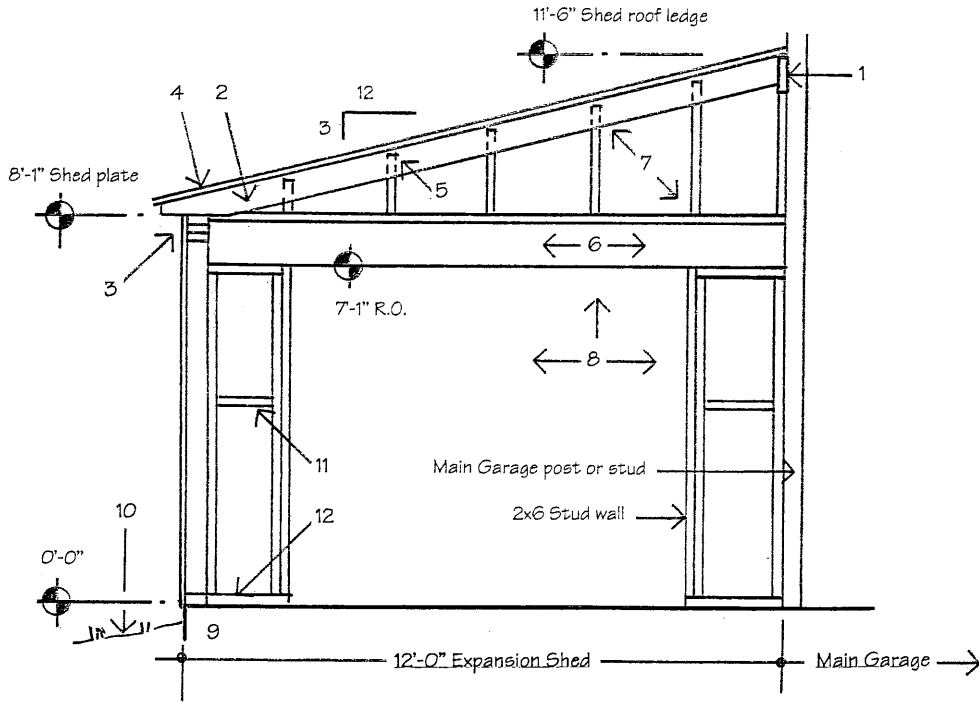 11'-6" Shed roof ledge
1
4
2
12
3
8'-1" Shed plate
5
7
6
3
7'-1" R.O.
8
11
Main Garage post or stud
10
12
2x6 Stud wall
0'-0"
9
12'-0" Expansion Shed
Main Garage